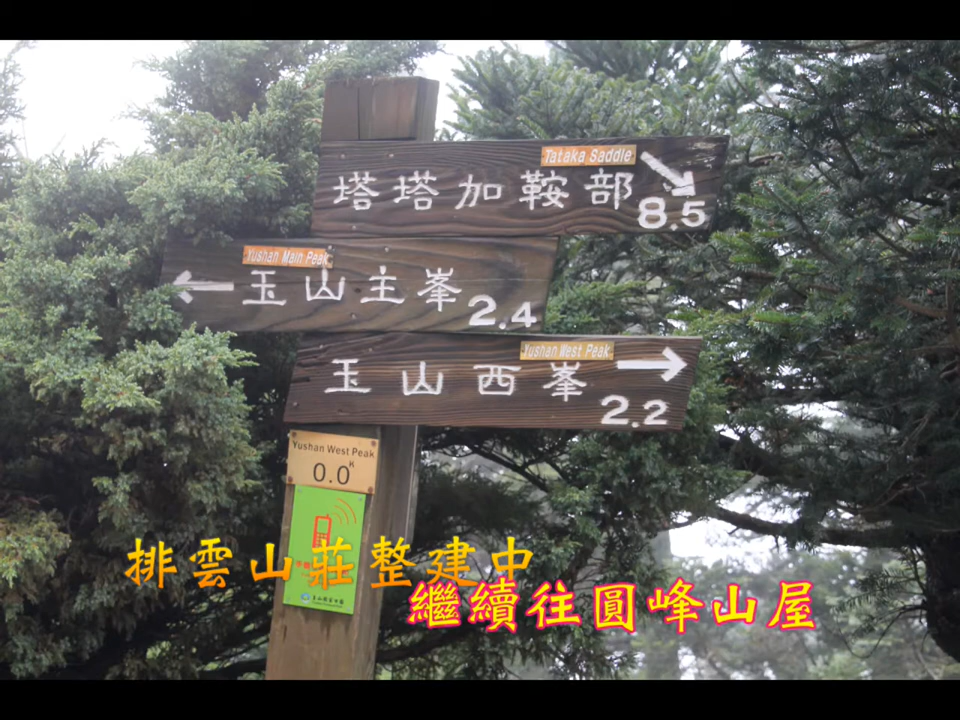 Tataka Saddle
塔塔加鞍部
8.5
Yushan Main Peak
玉山主峯
2.4
Yushan West Peak
玉山西峯
2.2
Yushan West Peak
0.0K
排雲山莊整建中
繼續往圓峰山屋